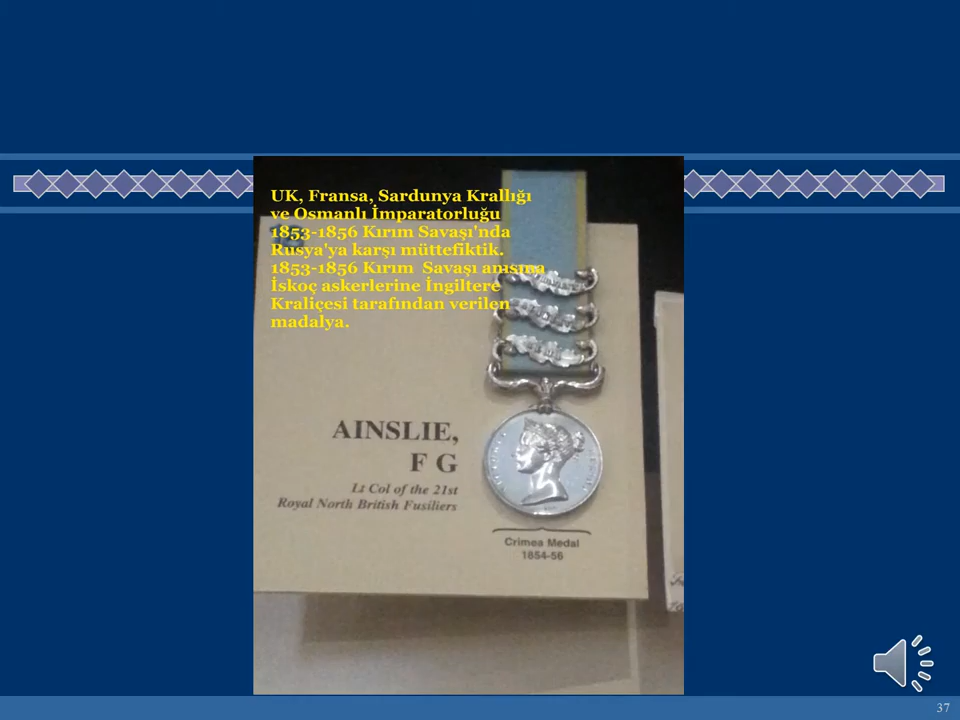 UK, Fransa, Sardunya Krallığı
ve Osmanlı İmparatorluğu
1853-1856 Kırım Savaşı'nda
Rusya'ya karşı müttefiktik.
1853-1856 Kırım Savaşı anısına
İskoç askerlerine İngiltere
Kraliçesi tarafından verilen
madalya.
AINSLIE,
F G
Lt Col of the 21st
Royal North British Fusiliers
Crimea Medal
1854-56
37